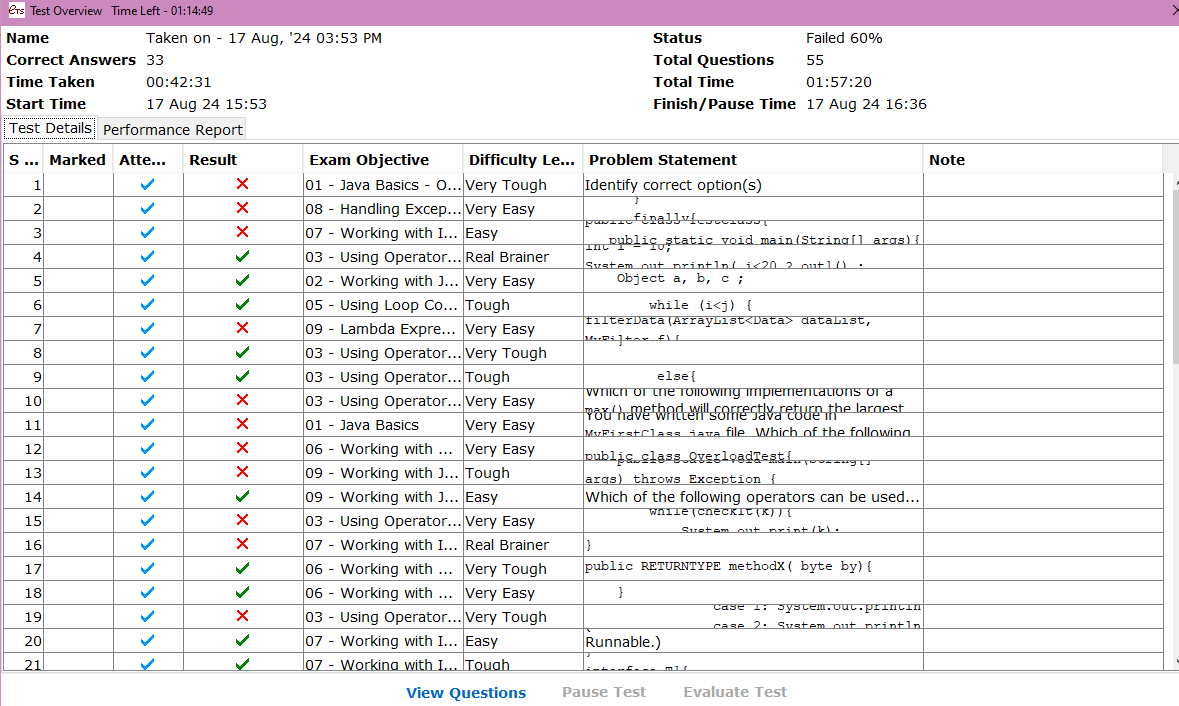 ETS Test Overview Time Left - 01:14:49
Name Taken on - 17 Aug, '24 03:53 PM Status Failed 60%
Correct Answers 33 Total Questions 55
Time Taken 00:42:31 Total Time 01:57:20
Start Time 17 Aug 24 15:53 Finish/Pause Time 17 Aug 24 16:36
Test Details Performance Report
S ... Marked Atte... Result Exam Objective Difficulty Le... Problem Statement Note
1 01 - Java Basics - O... Very Tough Identify correct option(s)
2 08 - Handling Excep... Very Easy }
finally{
3 07 - Working with I... Easy public class TestClass{
public static void main(String[] args){
4 03 - Using Operator... Real Brainer int i = 10;
System.out.println( i<20 ? out1() :
5 02 - Working with J... Very Easy Object a, b, c ;
6 05 - Using Loop Co... Tough while (i<j) {
7 09 - Lambda Expre... Very Easy filterData(ArrayList<Data> dataList,
MyFilter f){
8 03 - Using Operator... Very Tough
9 03 - Using Operator... Tough else{
10 03 - Using Operator... Very Easy Which of the following implementations of a
max() method will correctly return the largest
11 01 - Java Basics Very Easy You have written some Java code in
MyFirstClass.java file. Which of the following
12 06 - Working with ... Very Easy public class OverloadTest{
13 09 - Working with J... Tough public static void main(String[]
args) throws Exception {
14 09 - Working with J... Easy Which of the following operators can be used...
15 03 - Using Operator... Very Easy while(checkIt(k)){
System.out.print(k);
16 07 - Working with I... Real Brainer }
17 06 - Working with ... Very Tough public RETURNTYPE methodX( byte by){
18 06 - Working with ... Very Easy }
19 03 - Using Operator... Very Tough case 1: System.out.println
case 2: System.out.println
20 07 - Working with I... Easy Runnable.)
21 07 - Working with I... Tough }
interface T1{
View Questions Pause Test Evaluate Test